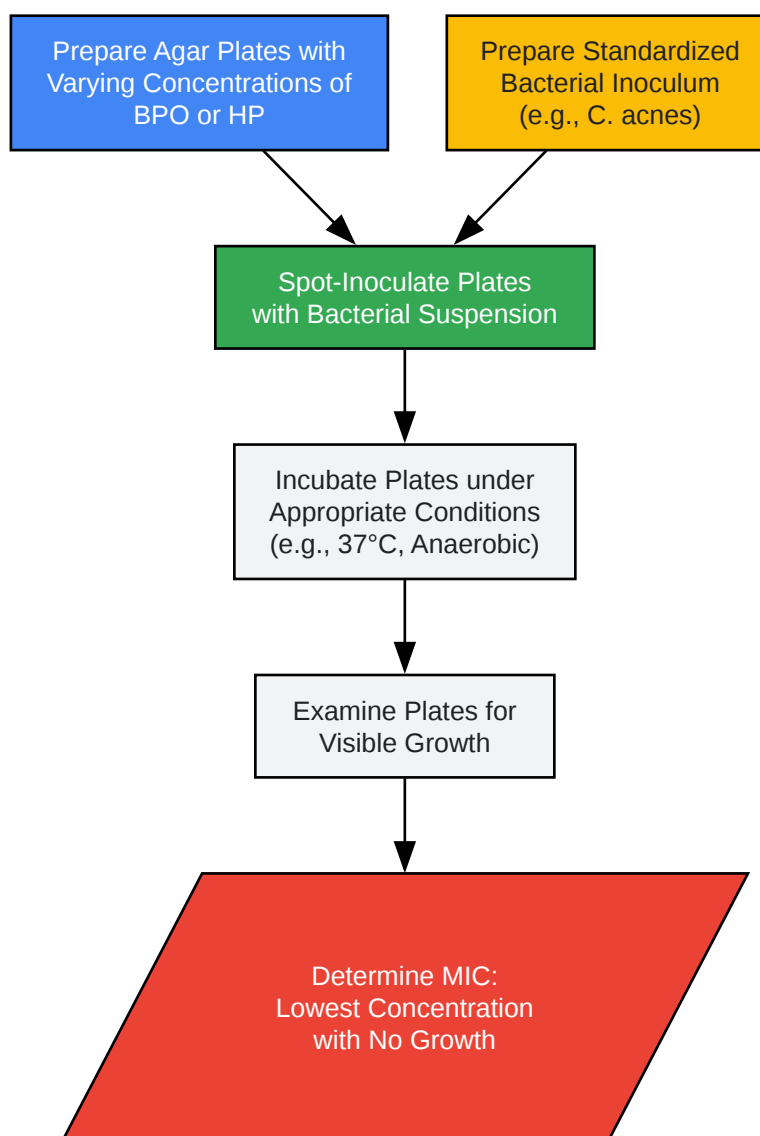 Prepare Agar Plates with
Varying Concentrations of
BPO or HP
Prepare Standardized
Bacterial Inoculum
(e.g., C. acnes)
Spot-Inoculate Plates
with Bacterial Suspension
Incubate Plates under
Appropriate Conditions
(e.g., 37°C, Anaerobic)
Examine Plates for
Visible Growth
Determine MIC:
Lowest Concentration
with No Growth